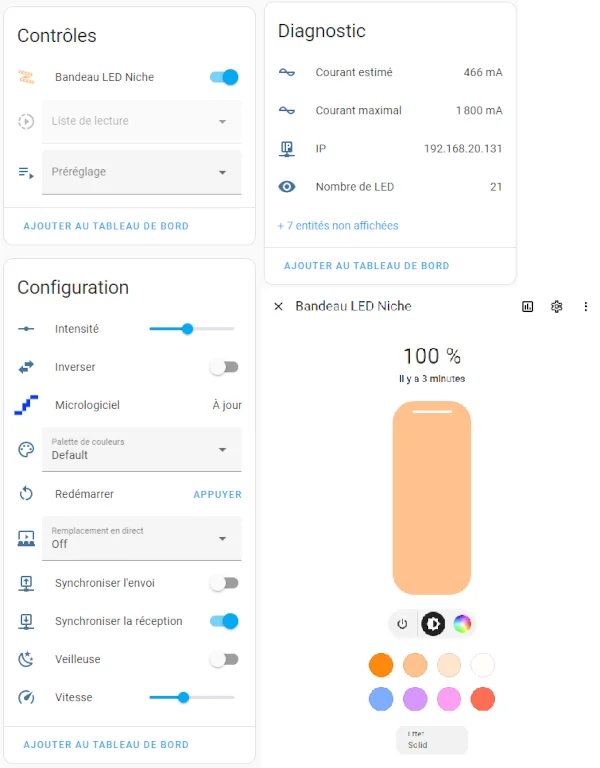 Contrôles
Bandeau LED Niche
Liste de lecture
Préréglage
AJOUTER AU TABLEAU DE BORD
Diagnostic
Courant estimé 466 mA
Courant maximal 1 800 mA
IP 192.168.20.131
Nombre de LED 21
+ 7 entités non affichées
AJOUTER AU TABLEAU DE BORD
Configuration
Intensité
Inverser
Micrologiciel À jour
Palette de couleurs
Default
Redémarrer APPUYER
Remplacement en direct
Off
Synchroniser l'envoi
Synchroniser la réception
Veilleuse
Vitesse
AJOUTER AU TABLEAU DE BORD
Bandeau LED Niche
100 %
Il y a 3 minutes
Effet
Solid